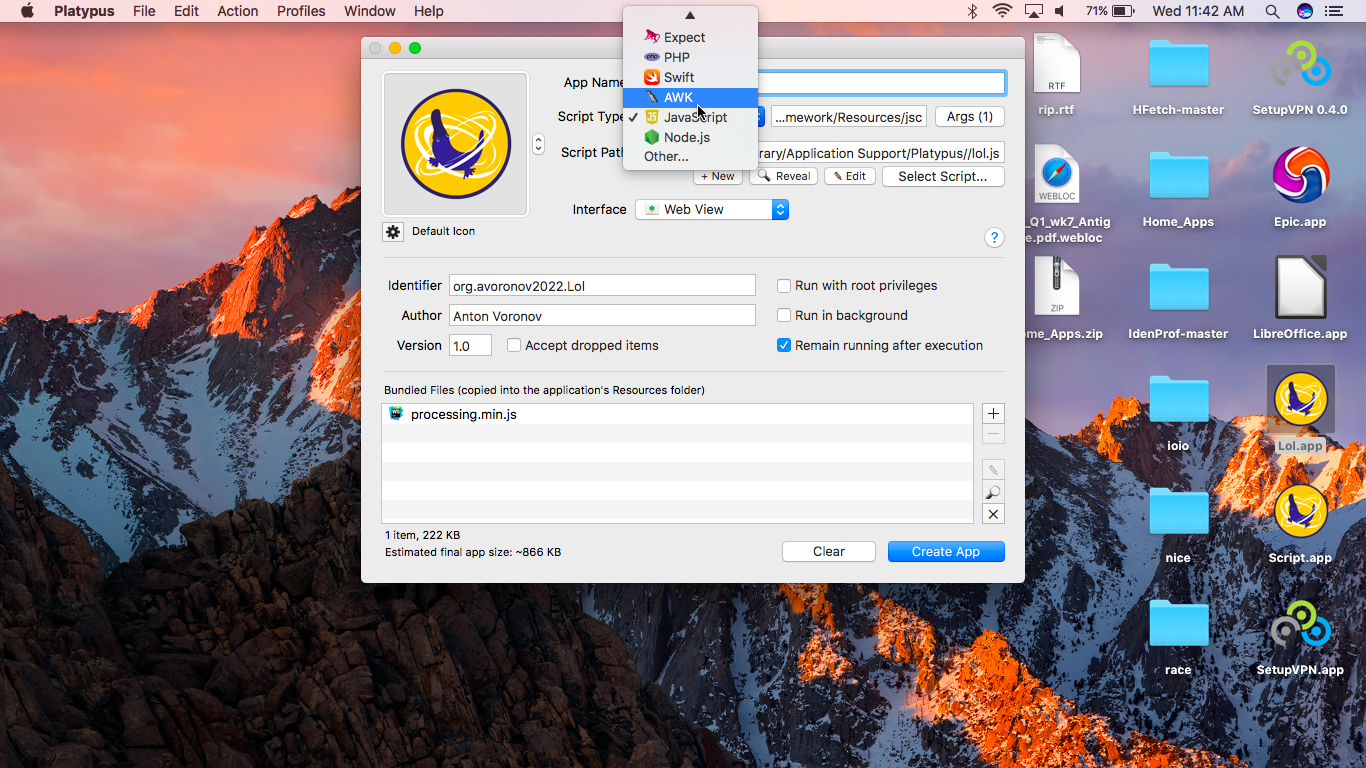 Platypus File Edit Action Profiles Window Help
71% Wed 11:42 AM
Expect
PHP
Swift
AWK
JavaScript
Node.js
Other...
App Name
Script Type
...mework/Resources/jsc
Args (1)
Script Path
rary/Application Support/Platypus//lol.js
+ New
Reveal
Edit
Select Script...
Interface
Web View
?
Default Icon
Identifier
org.avoronov2022.Lol
Run with root privileges
Author
Anton Voronov
Run in background
Version
1.0
Accept dropped items
Remain running after execution
Bundled Files (copied into the application's Resources folder)
processing.min.js
1 item, 222 KB
Estimated final app size: ~866 KB
Clear
Create App
RTF
rip.rtf
HFetch-master
SetupVPN 0.4.0
WEBLOC
_Q1_wk7_Antig
e.pdf.webloc
Home_Apps
Epic.app
ZIP
me_Apps.zip
IdenProf-master
LibreOffice.app
ioio
Lol.app
nice
Script.app
race
SetupVPN.app